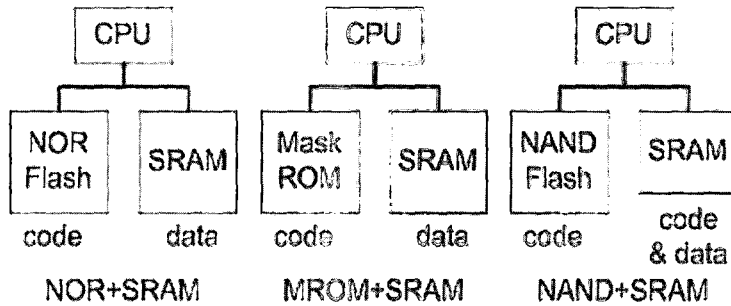 CPU
CPU
CPU
NOR
Flash
SRAM
Mask
ROM
SRAM
NAND
Flash
SRAM
code
data
code
data
code
code
& data
NOR+SRAM
MROM+SRAM
NAND+SRAM